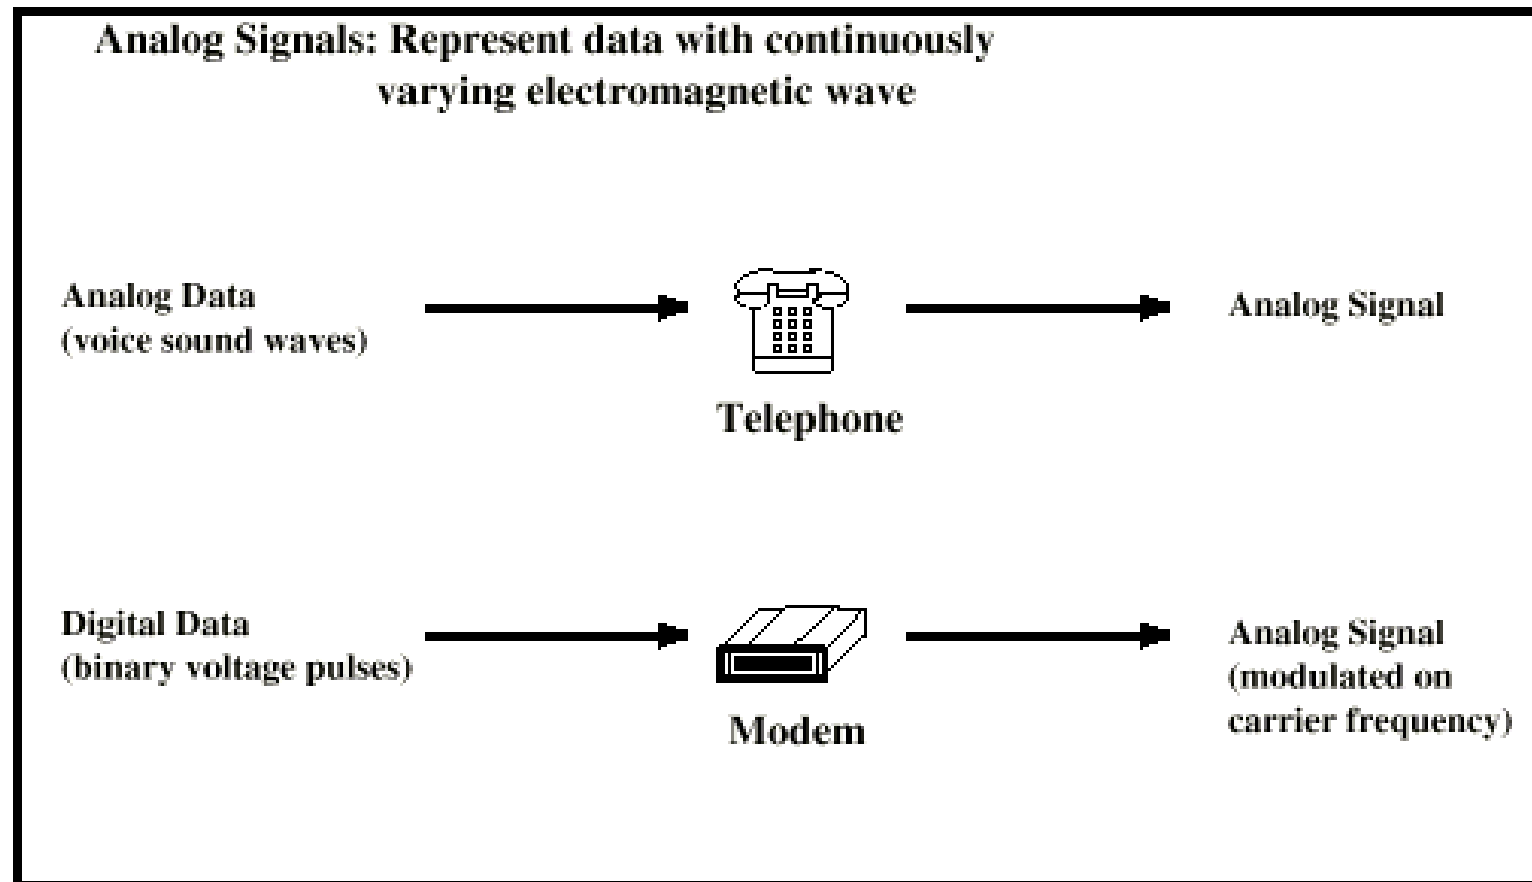 Analog Signals: Represent data with continuously
varying electromagnetic wave
Analog Data
(voice sound waves)
Telephone
Analog Signal
Digital Data
(binary voltage pulses)
Modem
Analog Signal
(modulated on
carrier frequency)